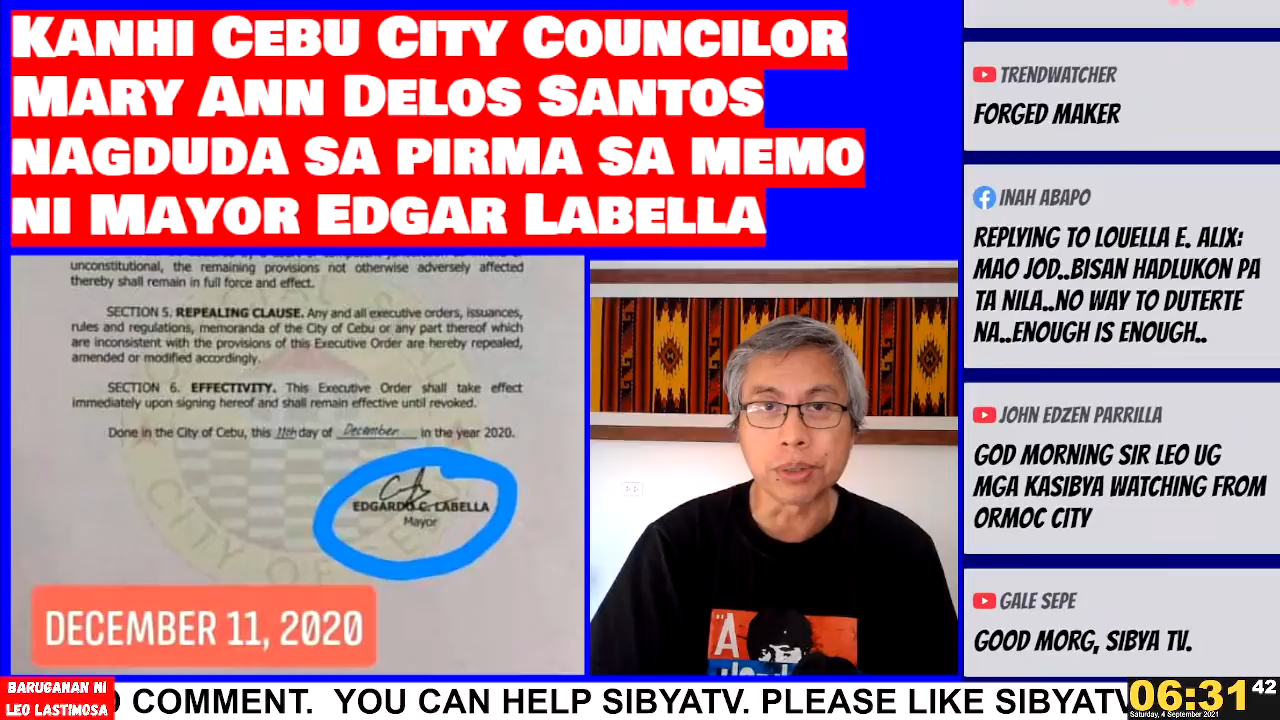 Kanhi Cebu City Councilor
Mary Ann Delos Santos
nagduda sa pirma sa memo
ni Mayor Edgar Labella
unconstitutional, the remaining provisions not otherwise adversely affected
thereby shall remain in full force and effect.
SECTION 5. REPEALING CLAUSE. Any and all executive orders, issuances,
rules and regulations, memoranda of the City of Cebu or any part thereof which
are inconsistent with the provisions of this Executive Order are hereby repealed,
amended or modified accordingly.
SECTION 6. EFFECTIVITY. This Executive Order shall take effect
immediately upon signing hereof and shall remain effective until revoked.
Done in the City of Cebu, this 11th day of December in the year 2020.
EDGARDO C. LABELLA
Mayor
CITY OF
DECEMBER 11, 2020
"A
TRENDWATCHER
FORGED MAKER
INAH ABAPO
REPLYING TO LOUELLA E. ALIX:
MAO JOD..BISAN HADLUKON PA
TA NILA..NO WAY TO DUTERTE
NA..ENOUGH IS ENOUGH..
JOHN EDZEN PARRILLA
GOD MORNING SIR LEO UG
MGA KASIBYA WATCHING FROM
ORMOC CITY
GALE SEPE
GOOD MORG, SIBYA TV.
BARUGANAN NI
LEO LASTIMOSA
O COMMENT. YOU CAN HELP SIBYATV. PLEASE LIKE SIBYATV
06:31 42
Saturday, 4 September 2021